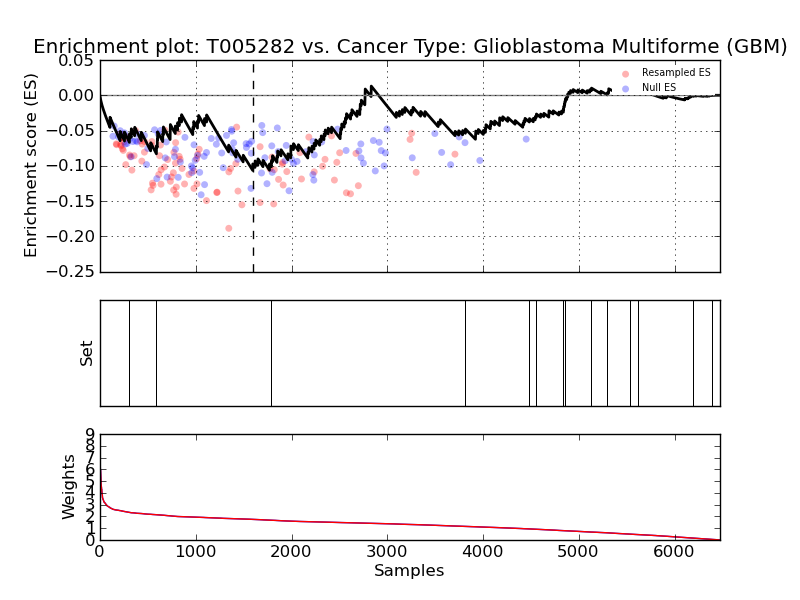 Enrichment plot: T005282 vs. Cancer Type: Glioblastoma Multiforme (GBM)
0.05
0.00
−0.05
−0.10
−0.15
−0.20
−0.25
Enrichment score (ES)
Resampled ES
Null ES
Set
9
8
7
6
5
4
3
2
1
0
Weights
0 1000 2000 3000 4000 5000 6000
Samples